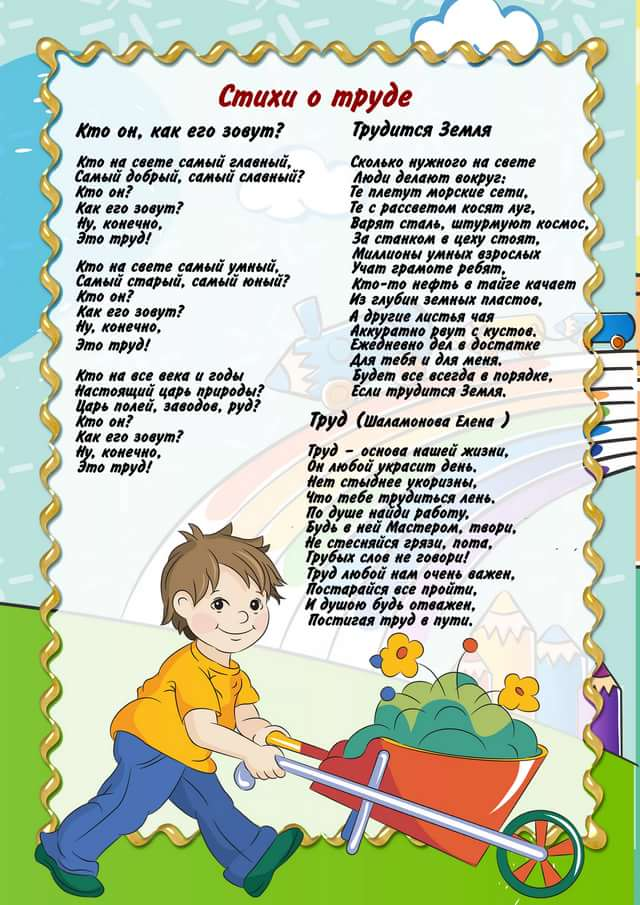 Стихи о труде
Кто он, как его зовут?
Кто на свете самый главный,
Самый добрый, самый славный?
Кто он?
Как его зовут?
Ну, конечно,
Это труд!
Кто на свете самый умный,
Самый старый, самый юный?
Кто он?
Как его зовут?
Ну, конечно,
Это труд!
Кто на все века и годы
Настоящий царь природы?
Царь полей, заводов, руд?
Кто он?
Как его зовут?
Ну, конечно,
Это труд!
Трудится Земля
Сколько нужного на свете
Люди делают вокруг:
Те плетут морские сети,
Те с рассветом косят луг,
Варят сталь, штурмуют космос,
За станком в цеху стоят,
Миллионы умных взрослых
Учат грамоте ребят,
Кто-то нефть в тайге качает
Из глубин земных пластов,
А другие листья чая
Аккуратно рвут с кустов.
Ежедневно дел в достатке
Для тебя и для меня.
Будет все всегда в порядке,
Если трудится Земля.
Труд (Шаламонова Елена )
Труд – основа нашей жизни,
Он любой украсит день.
Нет стыднее укоризны,
Что тебе трудиться лень.
По душе найди работу,
Будь в ней Мастером, твори,
Не стесняйся грязи, пота,
Грубых слов не говори!
Труд любой нам очень важен,
Постарайся все пройти,
И душою будь отважен,
Постигая труд в пути.